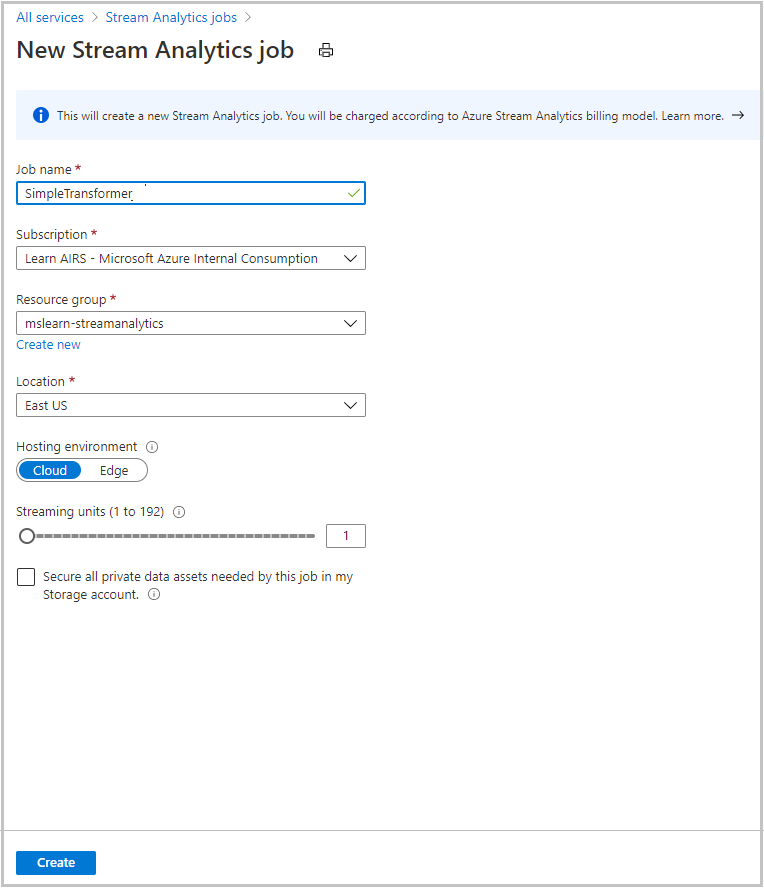 All services > Stream Analytics jobs >
New Stream Analytics job
This will create a new Stream Analytics job. You will be charged according to Azure Stream Analytics billing model. Learn more. →
Job name *
SimpleTransformer
Subscription *
Learn AIRS - Microsoft Azure Internal Consumption
Resource group *
mslearn-streamanalytics
Create new
Location *
East US
Hosting environment
Cloud Edge
Streaming units (1 to 192)
1
Secure all private data assets needed by this job in my
Storage account.
Create